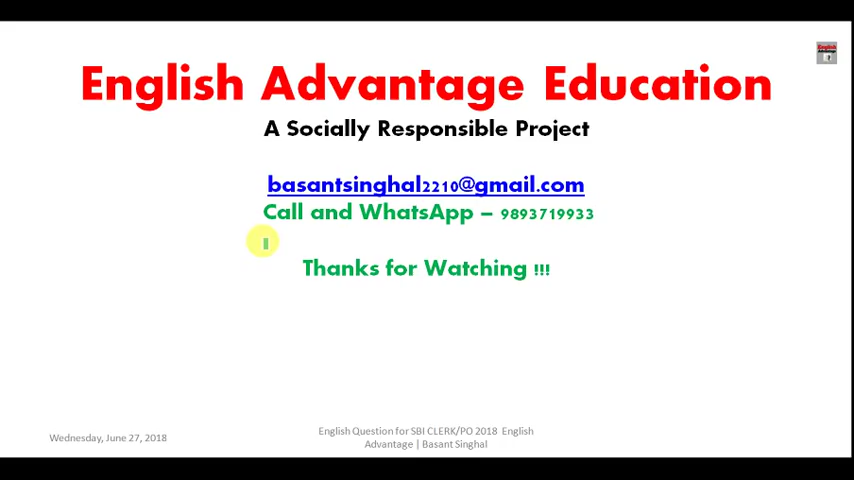 English Advantage Education
A Socially Responsible Project
basantsinghal2210@gmail.com
Call and WhatsApp – 9893719933
Thanks for Watching !!!
Wednesday, June 27, 2018
English Question for SBI CLERK/PO 2018 English
Advantage | Basant Singhal